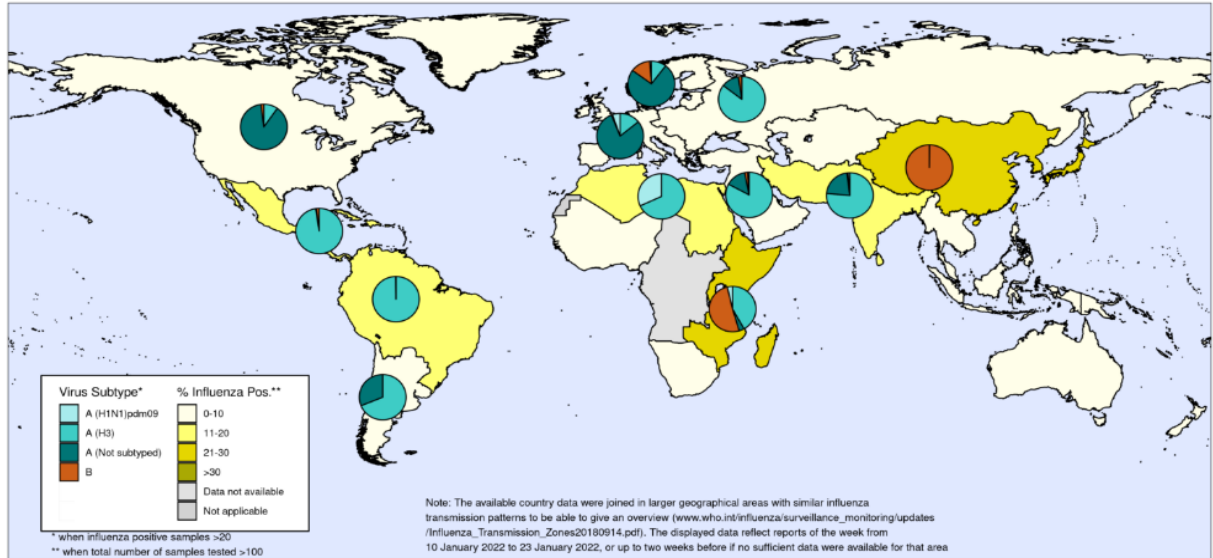 Virus Subtype*
A (H1N1)pdm09
A (H3)
A (Not subtyped)
B
% Influenza Pos.**
0-10
11-20
21-30
>30
Data not available
Not applicable
* when influenza positive samples >20
** when total number of samples tested >100
Note: The available country data were joined in larger geographical areas with similar influenza
transmission patterns to be able to give an overview (www.who.int/influenza/surveillance_monitoring/updates
/Influenza_Transmission_Zones20180914.pdf). The displayed data reflect reports of the week from
10 January 2022 to 23 January 2022, or up to two weeks before if no sufficient data were available for that area